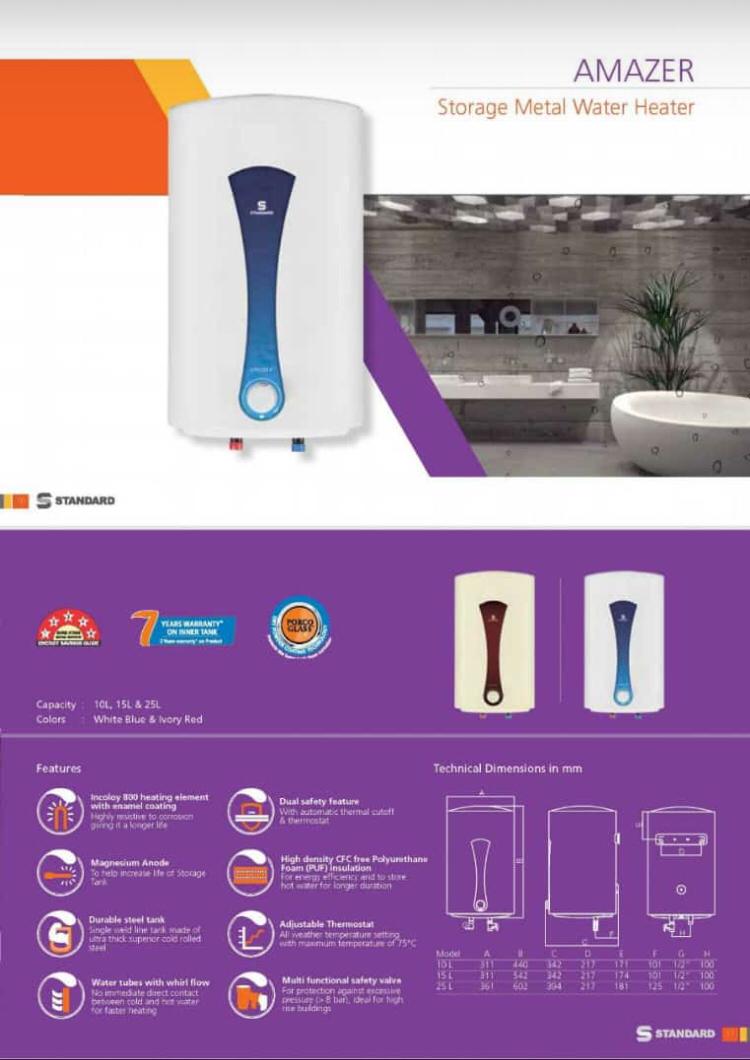 AMAZER
Storage Metal Water Heater
S
STANDARD
STANDARD
7 YEARS WARRANTY*
ON INNER TANK
2 Years warranty* on Product
ENERGY SAVINGS GUIDE
PORCO
GLASS
Capacity : 10L, 15L & 25L
Colors : White Blue & Ivory Red
Features
Incoloy 800 heating element
with enamel coating
Highly resistive to corrosion
giving it a longer life
Magnesium Anode
To help increase life of Storage
Tank
Durable steel tank
Single weld line tank made of
ultra thick superior cold rolled
steel
Water tubes with whirl flow
No immediate direct contact
between cold and hot water
for faster heating
Dual safety feature
With automatic thermal cutoff
& thermostat
High density CFC free Polyurethane
Foam (PUF) insulation
For energy efficiency and to store
hot water for longer duration
Adjustable Thermostat
All weather temperature setting
with maximum temperature of 75°C
Multi functional safety valve
For protection against excessive
pressure (> 8 bar), ideal for high
rise buildings
Technical Dimensions in mm
A
B
C
F
E
D
H
Model A B C D E F G H
10 L 311 440 342 217 171 101 1/2" 100
15 L 311 542 342 217 174 101 1/2" 100
25 L 361 602 394 217 181 125 1/2" 100
STANDARD